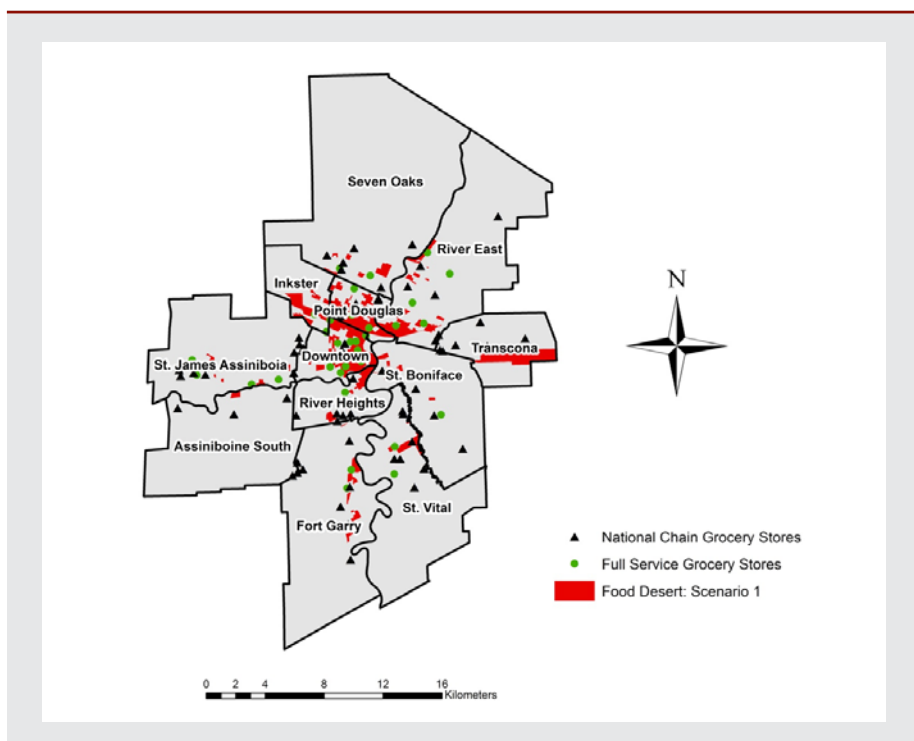 Seven Oaks
River East
N
Inkster
Point Douglas
Transcona
Downtown
St. James Assiniboia
St. Boniface
River Heights
Assiniboine South
St. Vital
Fort Garry
National Chain Grocery Stores
Full Service Grocery Stores
Food Desert: Scenario 1
0 2 4 8 12 16
Kilometers